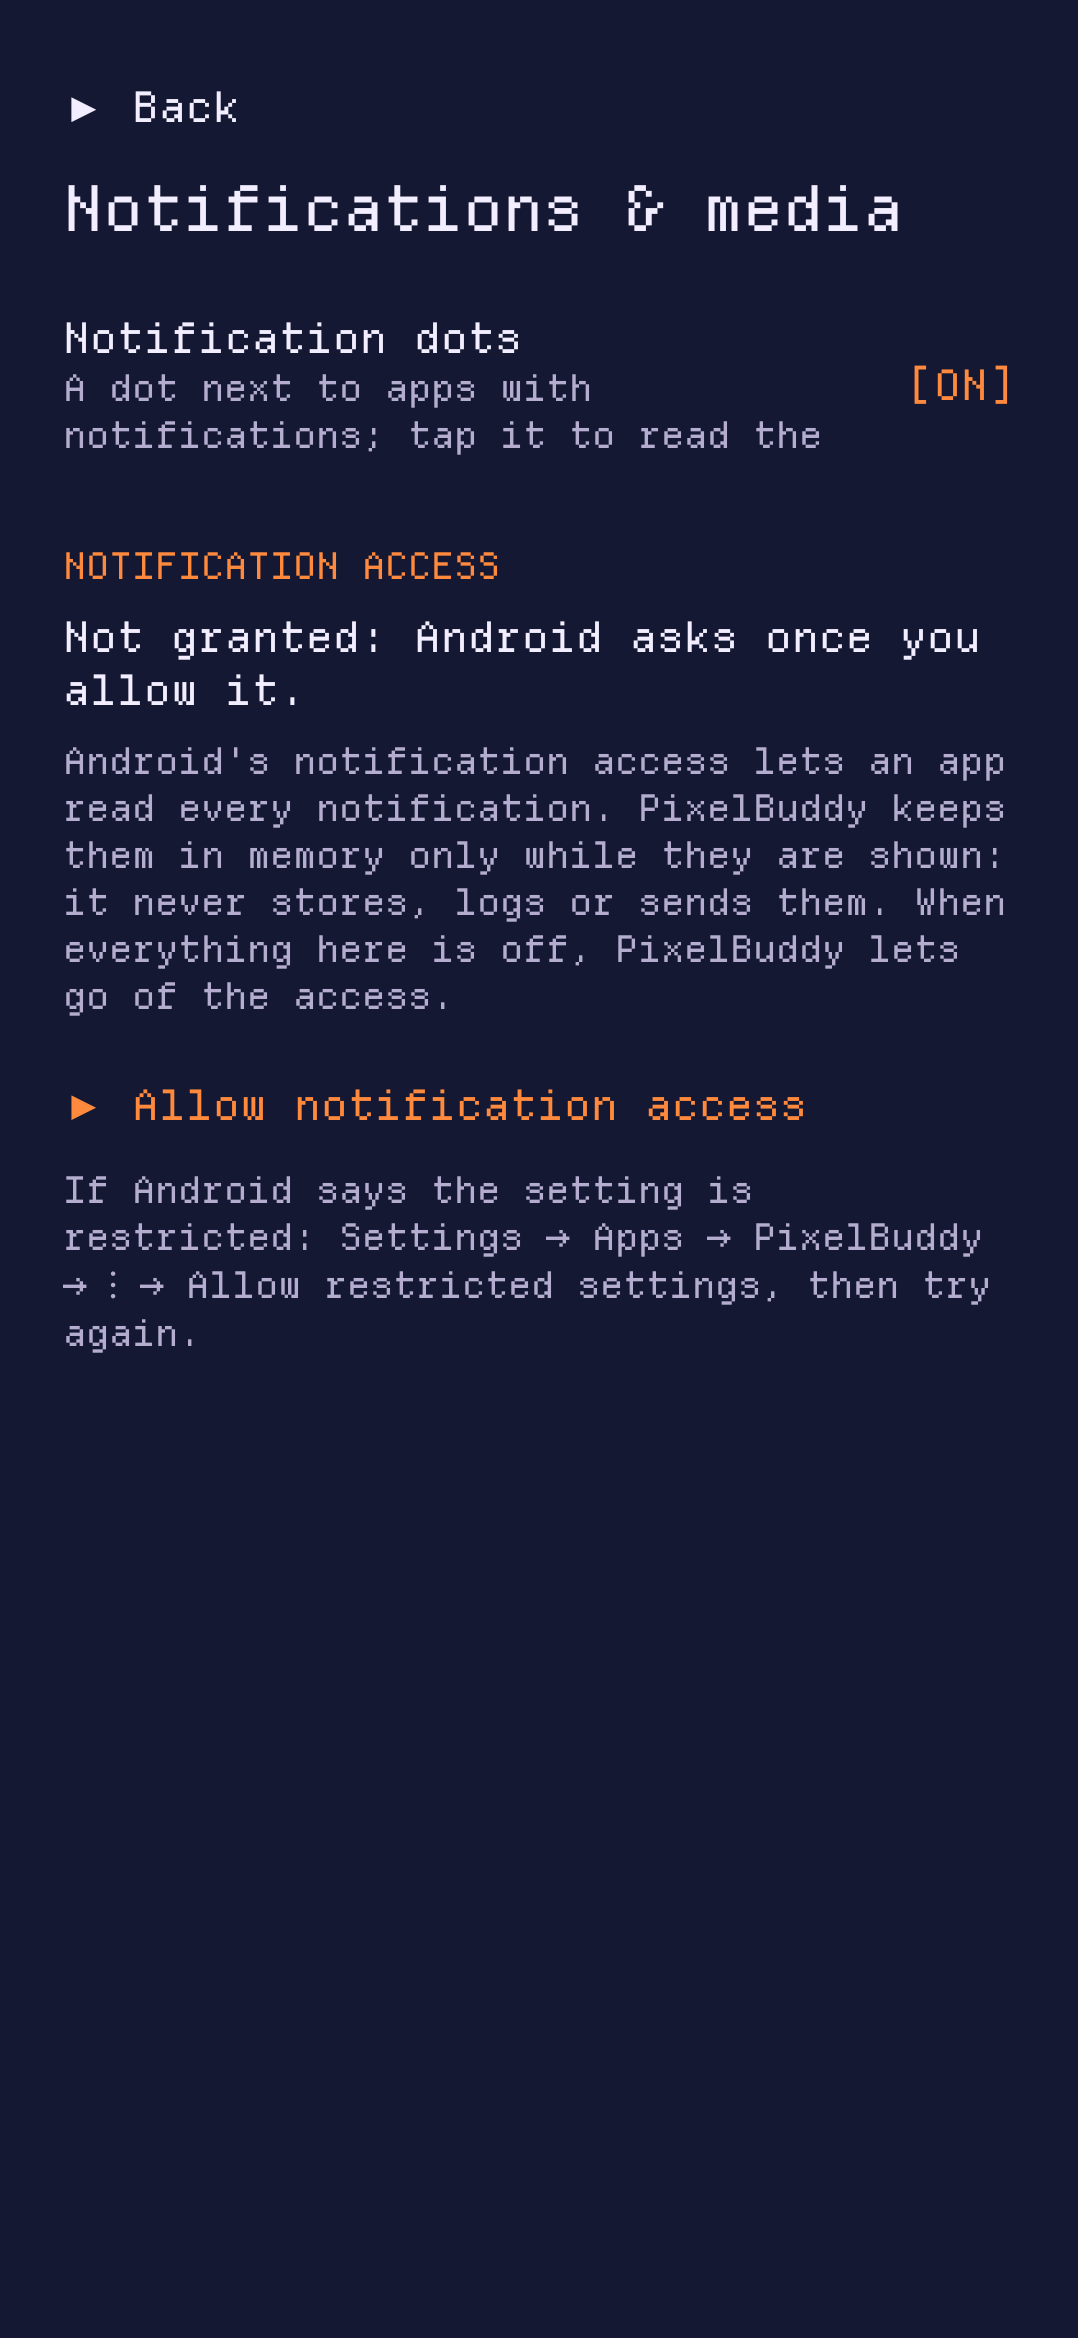 ▶ Back
Notifications & media
Notification dots
A dot next to apps with
notifications; tap it to read the
[ON]
NOTIFICATION ACCESS
Not granted: Android asks once you
allow it.
Android's notification access lets an app
read every notification. PixelBuddy keeps
them in memory only while they are shown:
it never stores, logs or sends them. When
everything here is off, PixelBuddy lets
go of the access.
▶ Allow notification access
If Android says the setting is
restricted: Settings → Apps → PixelBuddy
→ ⋮ → Allow restricted settings, then try
again.